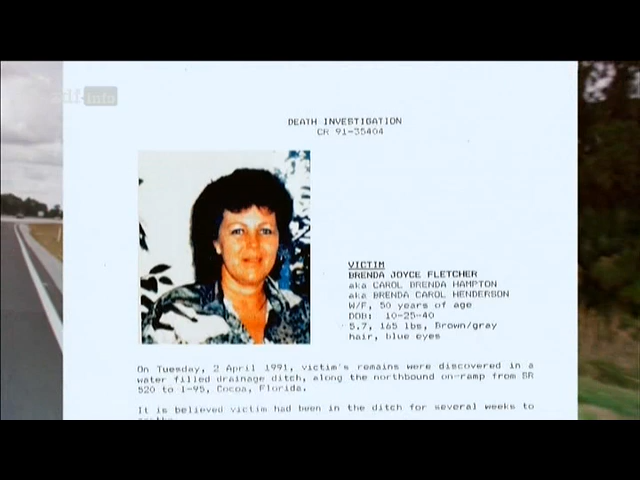 zdf-info
DEATH INVESTIGATION
CR 91-35404
VICTIM
BRENDA JOYCE FLETCHER
aka CAROL BRENDA HAMPTON
aka BRENDA CAROL HENDERSON
W/F, 50 years of age
DOB: 10-25-40
5.7, 165 lbs, Brown/gray
hair, blue eyes
On Tuesday, 2 April 1991, victim's remains were discovered in a
water filled drainage ditch, along the northbound on-ramp from SR
520 to I-95, Cocoa, Florida.
It is believed victim had been in the ditch for several weeks to